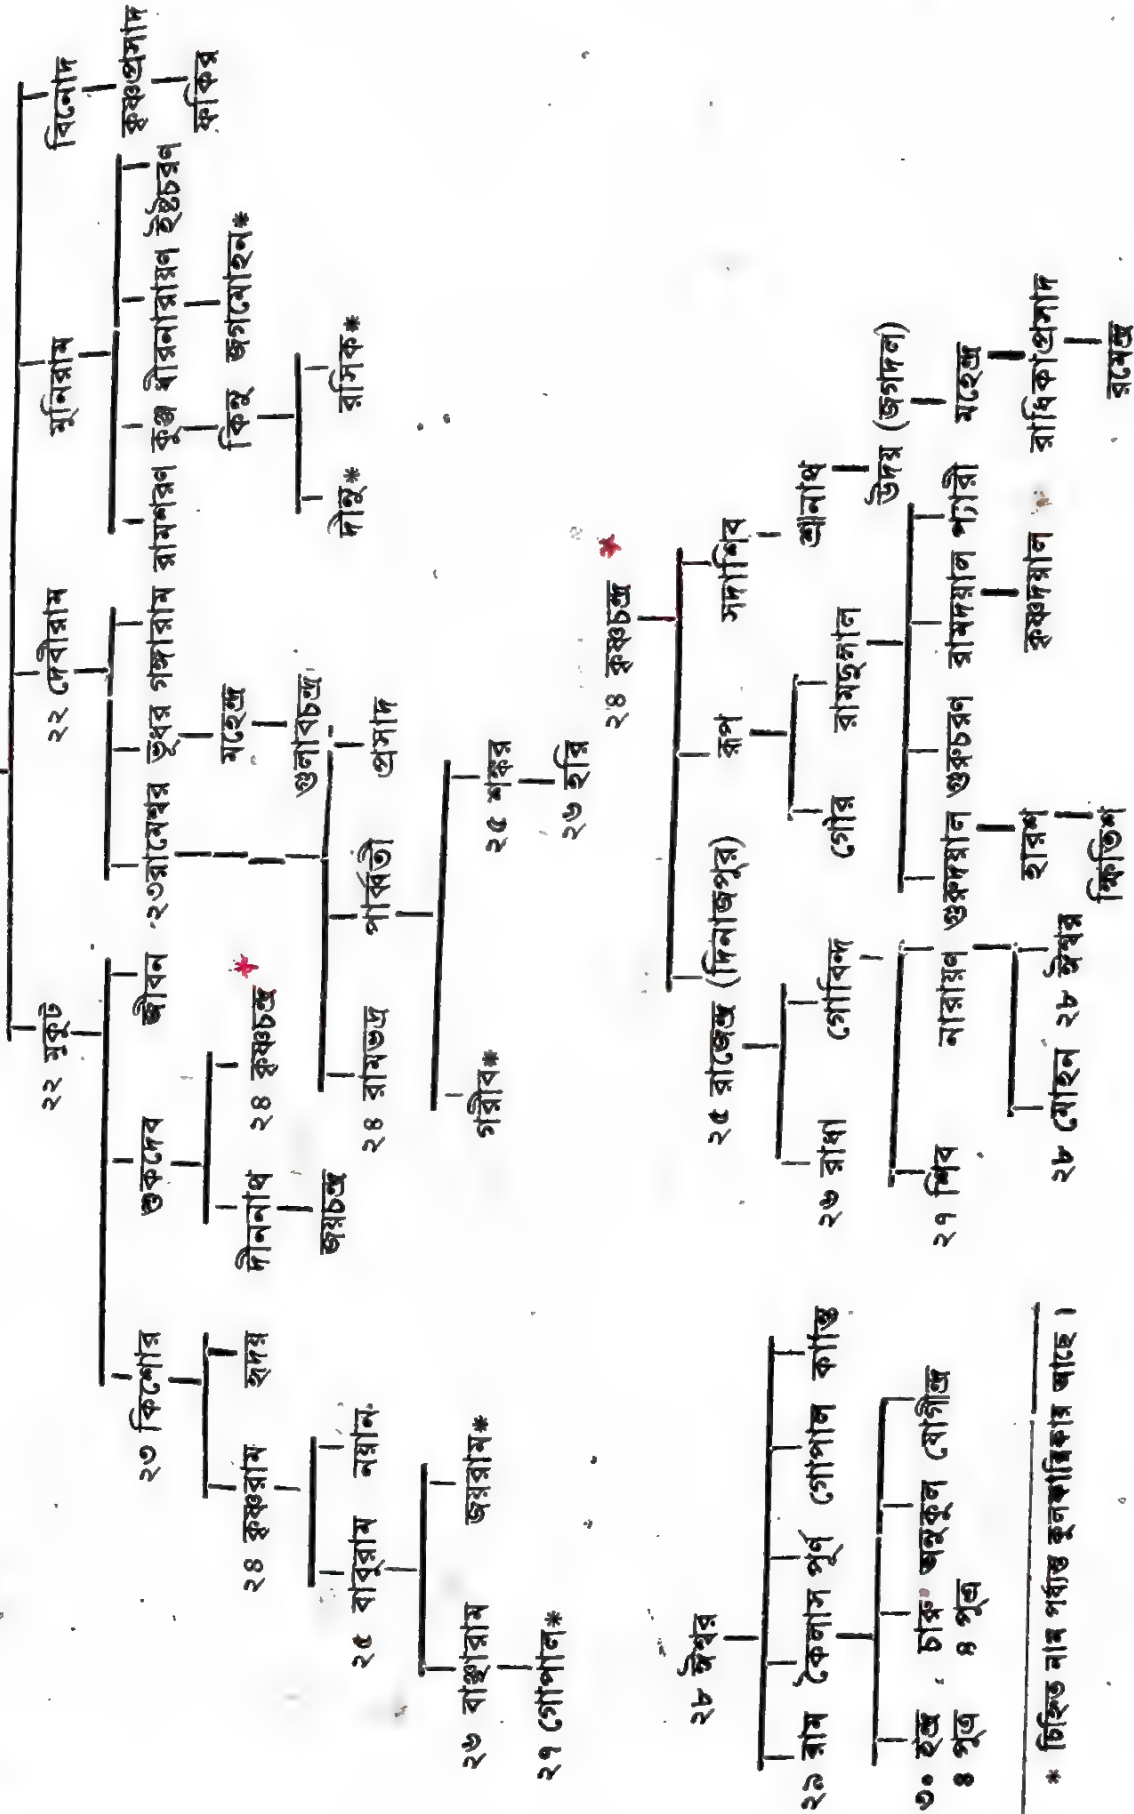 ২২ মুকুট ২২ দেবীরাম মুনিরাম বিনোদ
২৩ কিশোর শুকদেব জীবন ২৩ রামেশ্বর ভূধর গঙ্গারাম রামশরণ কুঞ্জ ধীরনারায়ণ ইষ্টচরণ কৃষ্ণপ্রসাদ
২৪ কৃষ্ণরাম হৃদয় দীননাথ ২৪ কৃষ্ণচন্দ্র * মহেন্দ্র কিনু জগমোহন* ফকির
জয়চন্দ্র গুলাবচন্দ্র
২৫ বাবুরাম নয়ান ২৪ রামভদ্র পার্ব্বতী প্রসাদ দীনু* রসিক*
২৬ বাঞ্ছারাম জয়রাম* গরীব* ২৫ শঙ্কর
২৭ গোপাল* ২৬ হরি
২৪ কৃষ্ণচন্দ্র *
২৫ রাজেন্দ্র (দিনাজপুর) রূপ সদাশিব
২৬ রাধা গোবিন্দ গৌর রামদুলাল শ্রীনাথ
উদয় (জগদল)
২৭ শিব নারায়ণ গুরুদয়াল গুরুচরণ রামদয়াল প্যারী মহেন্দ্র
২৮ মোহন ২৮ ঈশ্বর হরিশ কৃষ্ণদয়াল রাধিকাপ্রসাদ
ক্ষিতিশ রমেন্দ্র
২৮ ঈশ্বর
২৯ রাম কৈলাস পূর্ণ গোপাল কান্তি
৩০ ইন্দ্র চারু অনুকুল যোগীন্দ্র
৪ পুত্র ৪ পুত্র
* চিহ্নিত নাম পর্য্যন্ত কুলকারিকায় আছে।